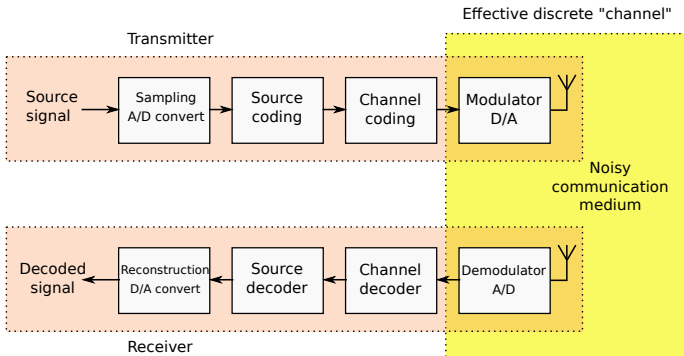 Effective discrete "channel"
Transmitter
Source
signal
Sampling
A/D convert
Source
coding
Channel
coding
Modulator
D/A
Noisy
communication
medium
Decoded
signal
Reconstruction
D/A convert
Source
decoder
Channel
decoder
Demodulator
A/D
Receiver